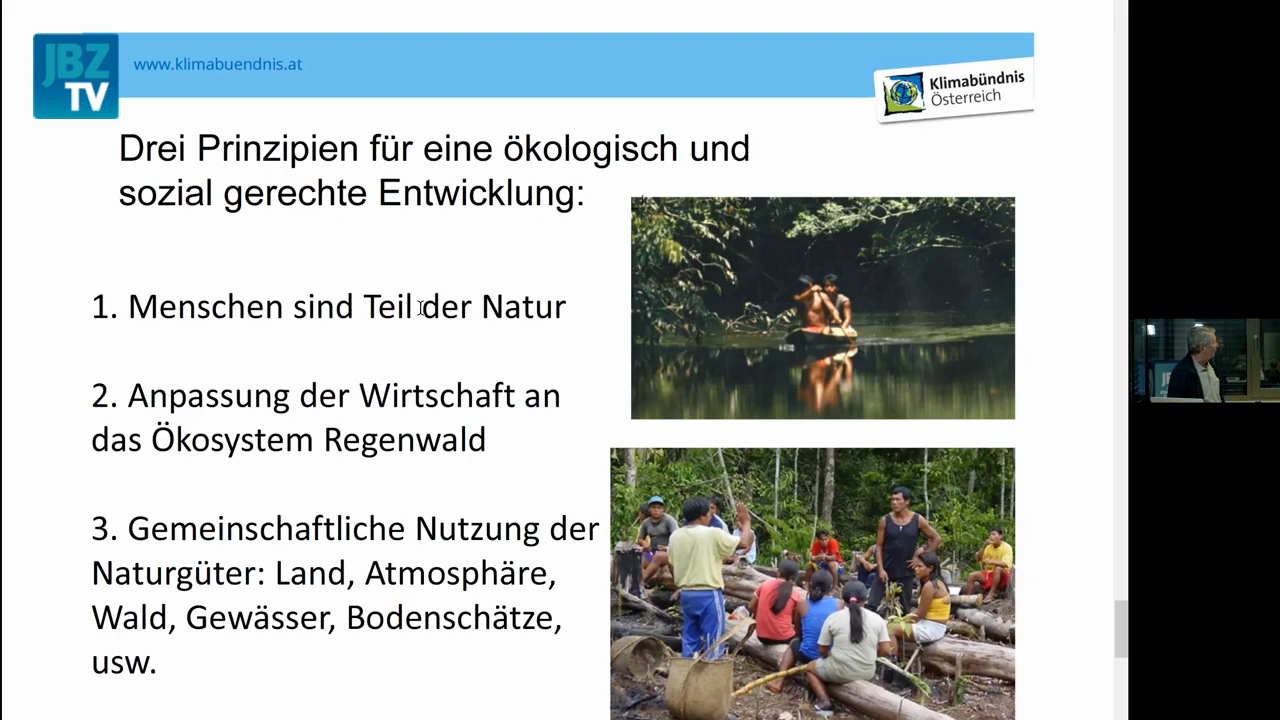 JBZ
TV
www.klimabuendnis.at
Klimabündnis
Österreich
Drei Prinzipien für eine ökologisch und
sozial gerechte Entwicklung:
1. Menschen sind Teil der Natur
2. Anpassung der Wirtschaft an
das Ökosystem Regenwald
3. Gemeinschaftliche Nutzung der
Naturgüter: Land, Atmosphäre,
Wald, Gewässer, Bodenschätze,
usw.